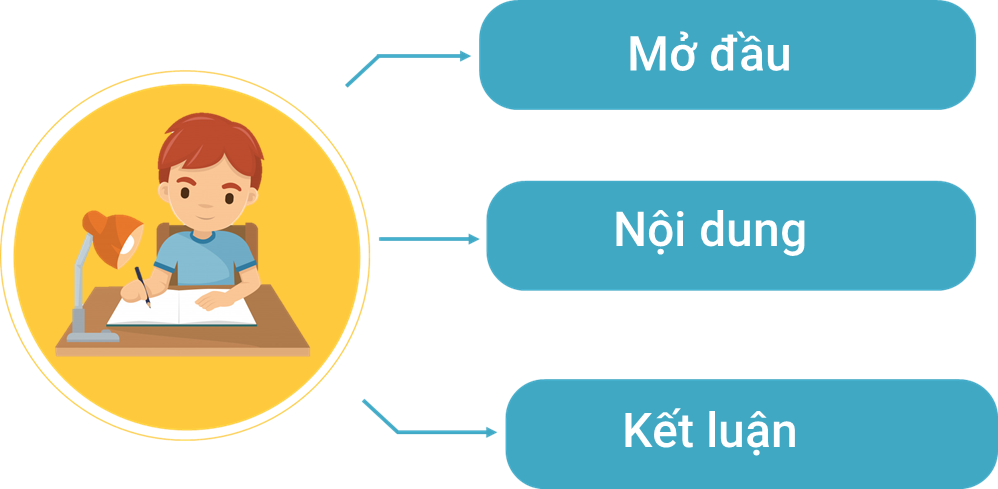 Mở đầu
Nội dung
Kết luận